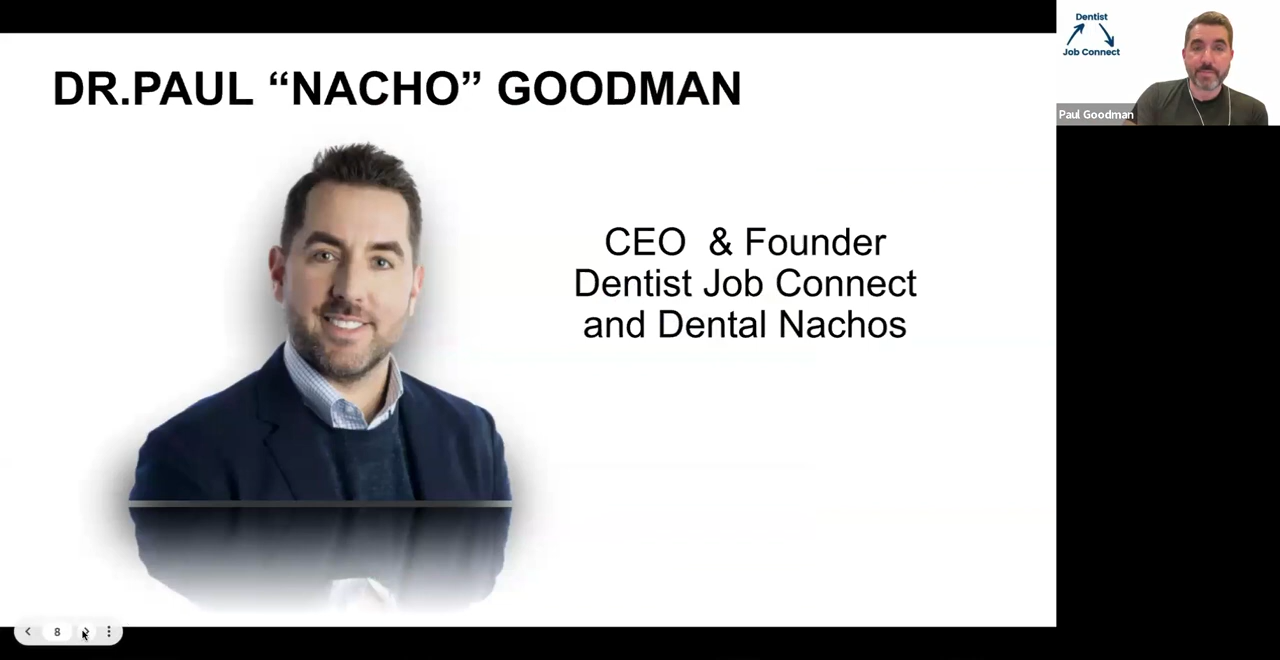 DR.PAUL “NACHO” GOODMAN
CEO & Founder
Dentist Job Connect
and Dental Nachos
Dentist
Job Connect
Paul Goodman
8